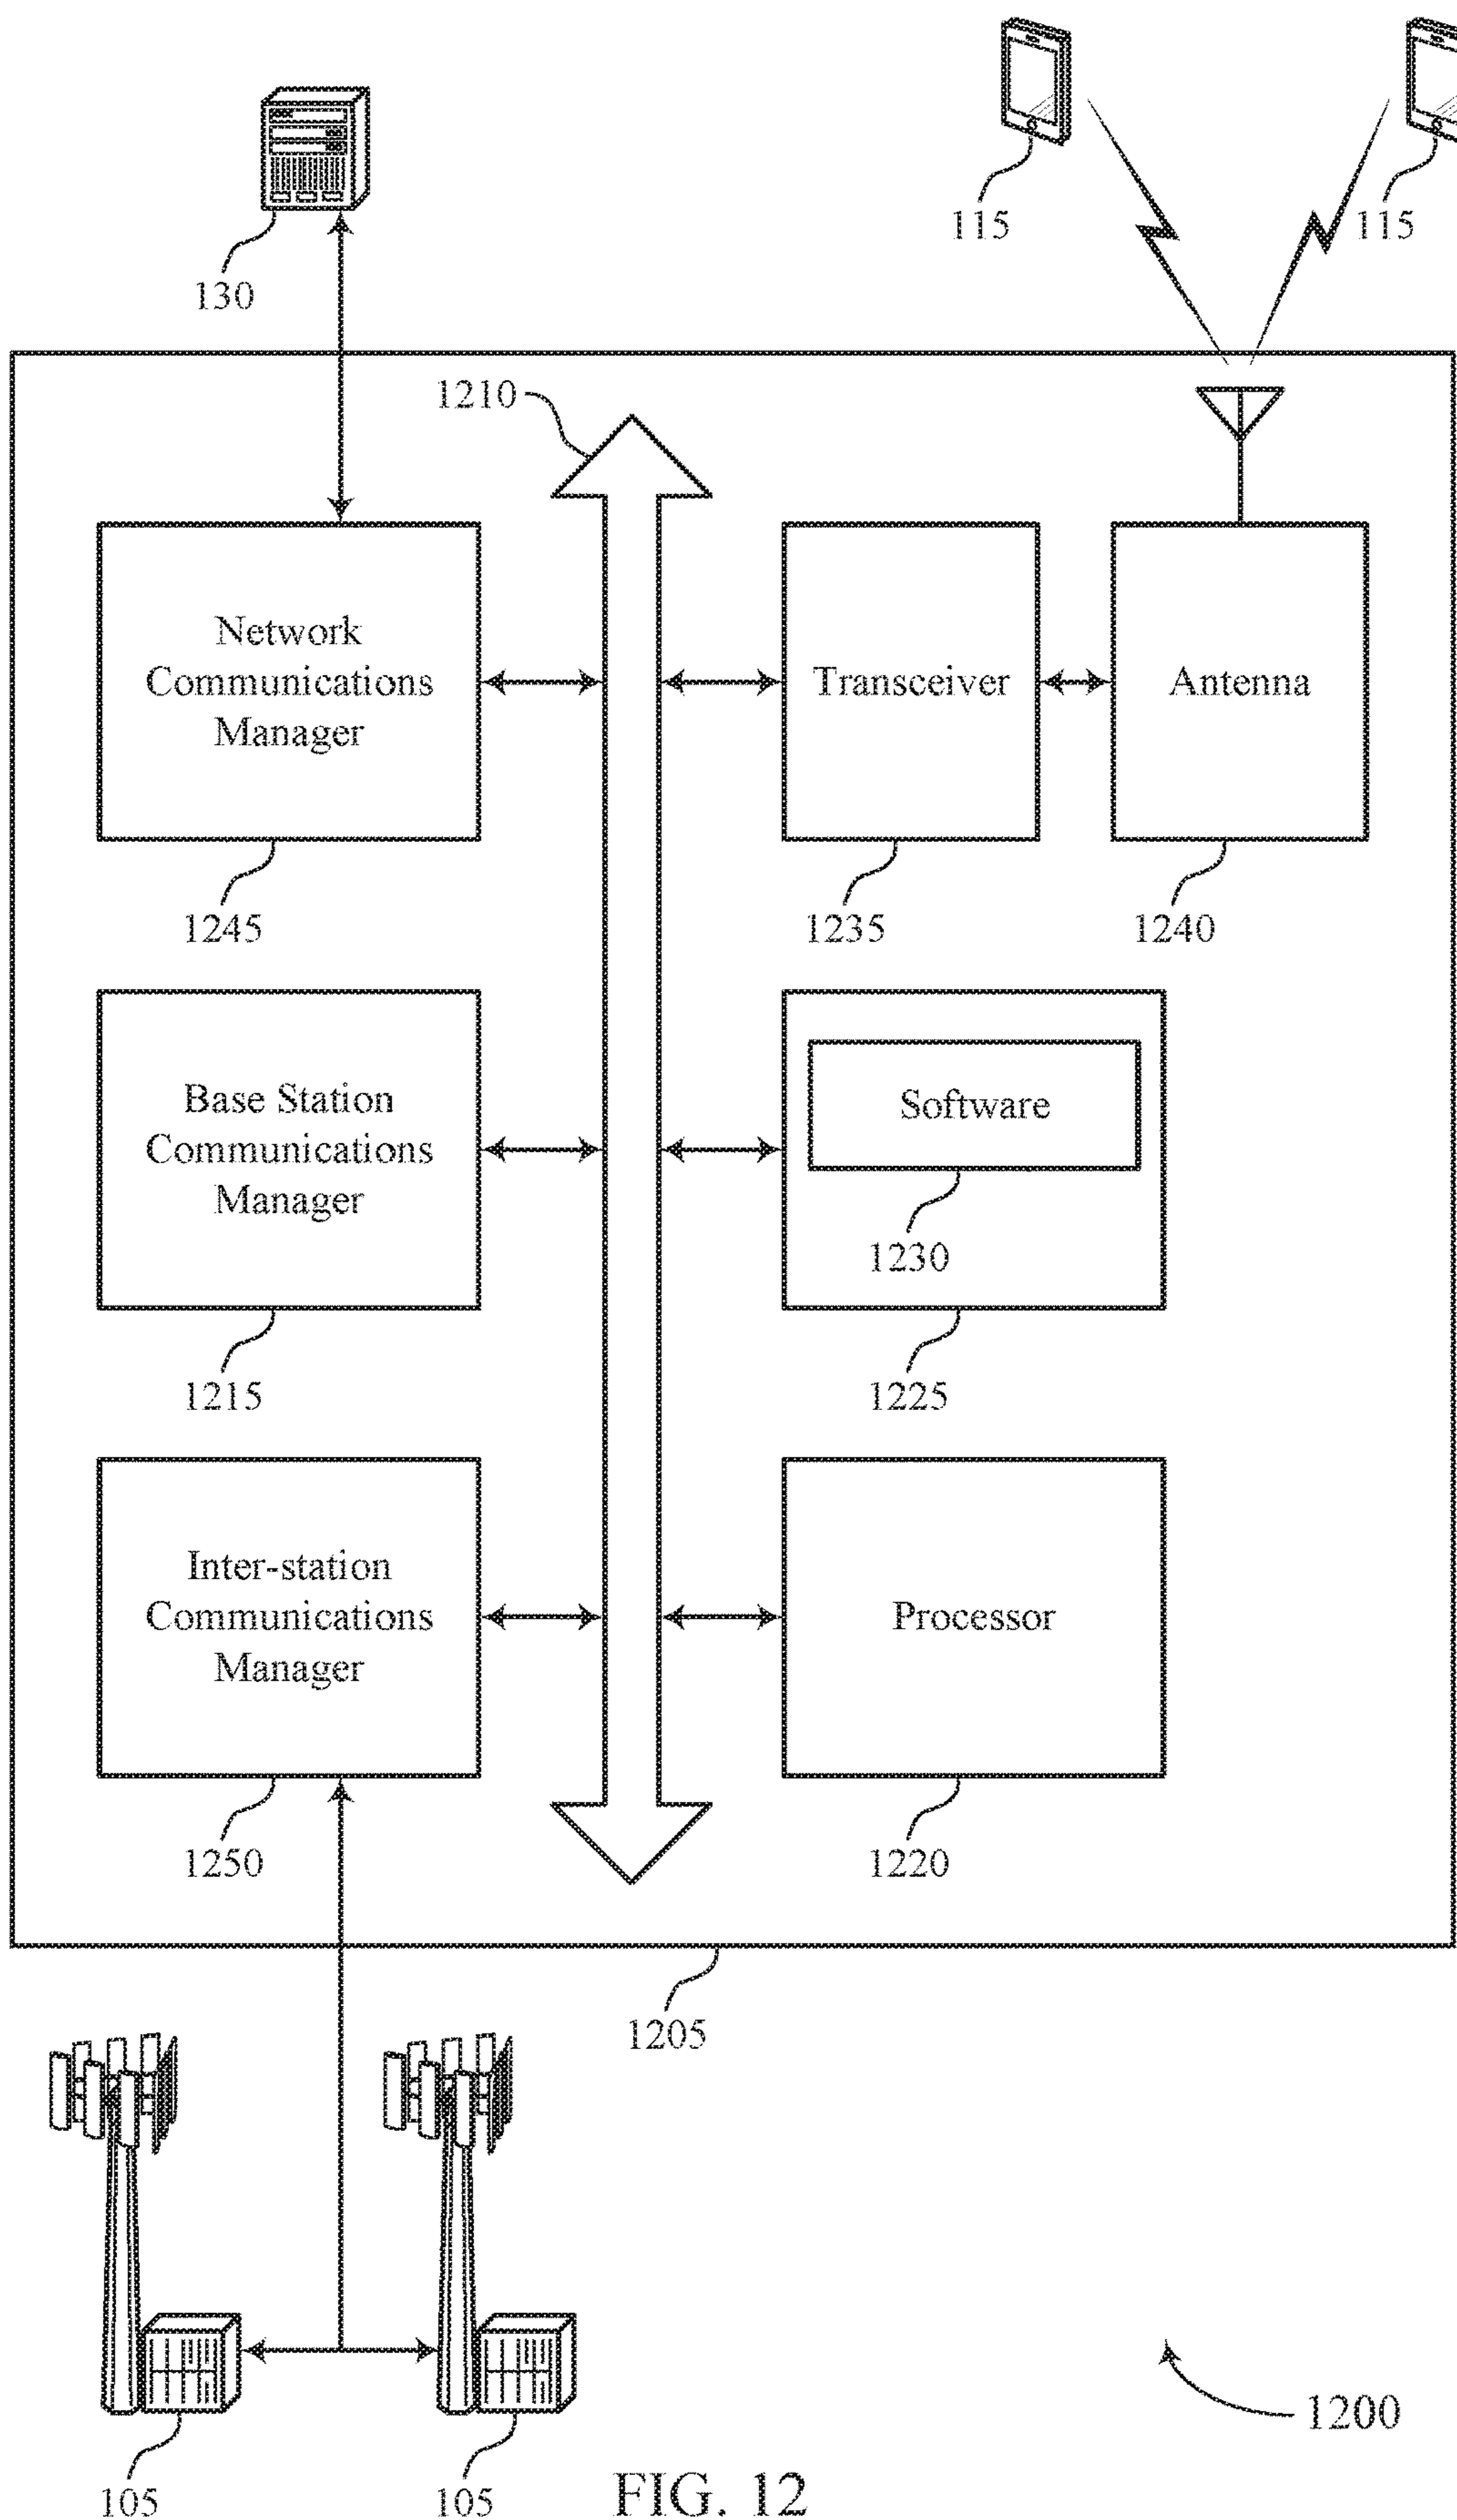 115
115
130
1210
Network
Communications
Manager
Transceiver
Antenna
1245
1235
1240
Base Station
Communications
Manager
Software
1230
1215
1225
Inter-station
Communications
Manager
Processor
1250
1220
1205
1200
105
105
FIG. 12